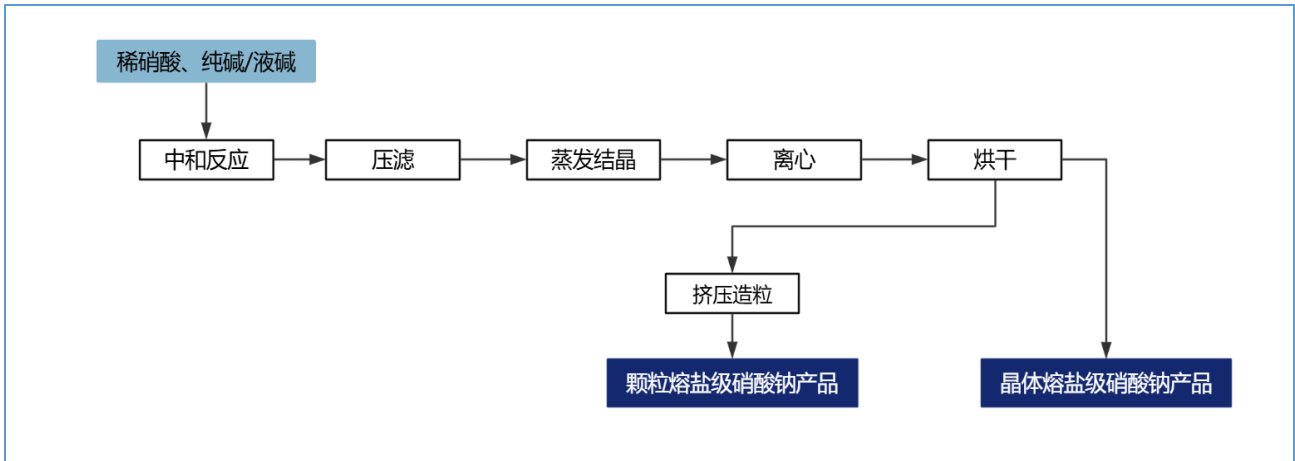 稀硝酸、纯碱/液碱
中和反应
压滤
蒸发结晶
离心
烘干
挤压造粒
颗粒熔盐级硝酸钠产品
晶体熔盐级硝酸钠产品